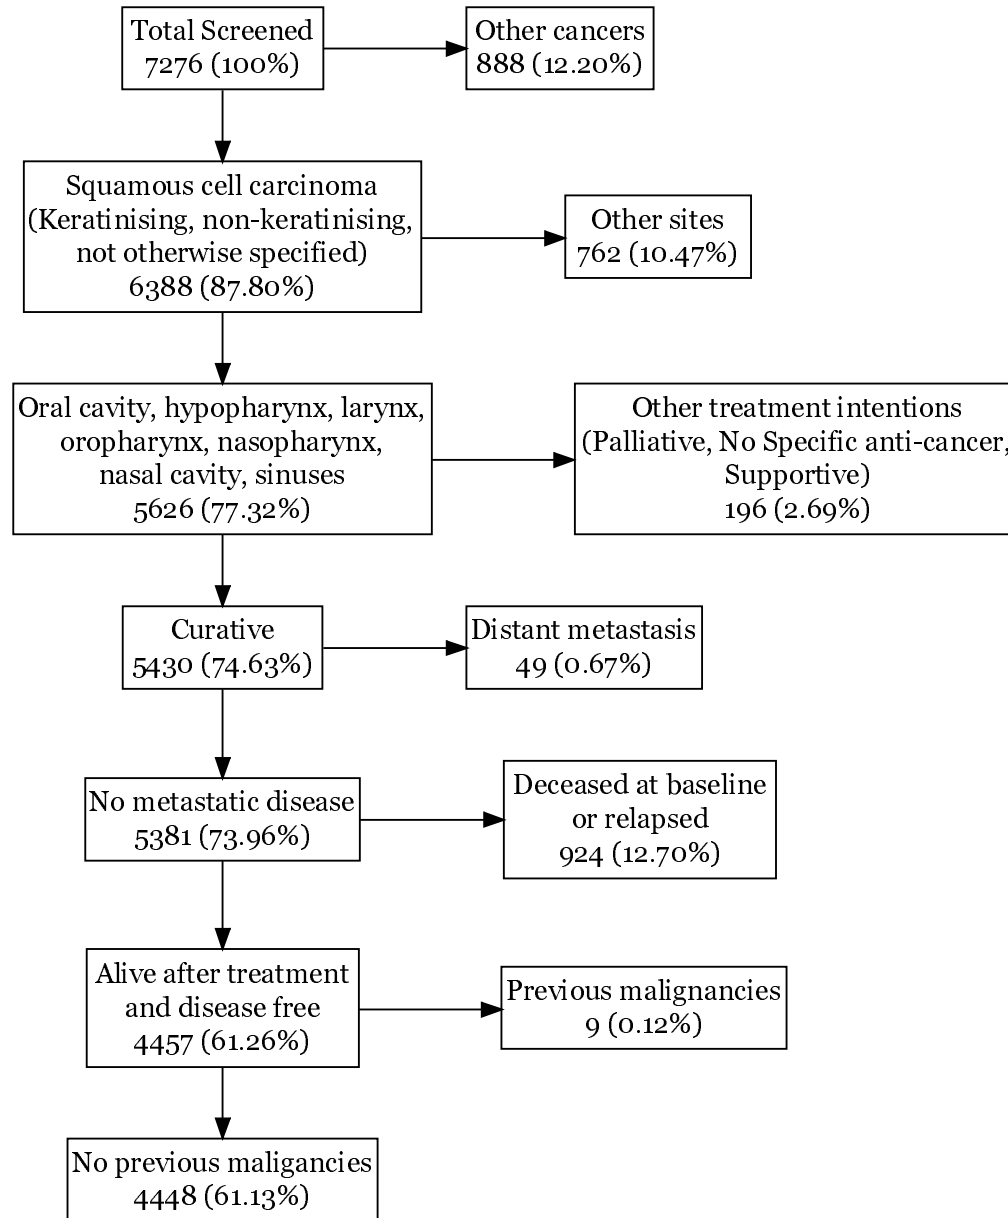 Total Screened
7276 (100%)
Other cancers
888 (12.20%)
Squamous cell carcinoma
(Keratinising, non-keratinising,
not otherwise specified)
6388 (87.80%)
Other sites
762 (10.47%)
Oral cavity, hypopharynx, larynx,
oropharynx, nasopharynx,
nasal cavity, sinuses
5626 (77.32%)
Other treatment intentions
(Palliative, No Specific anti-cancer,
Supportive)
196 (2.69%)
Curative
5430 (74.63%)
Distant metastasis
49 (0.67%)
No metastatic disease
5381 (73.96%)
Deceased at baseline
or relapsed
924 (12.70%)
Alive after treatment
and disease free
4457 (61.26%)
Previous malignancies
9 (0.12%)
No previous maligancies
4448 (61.13%)